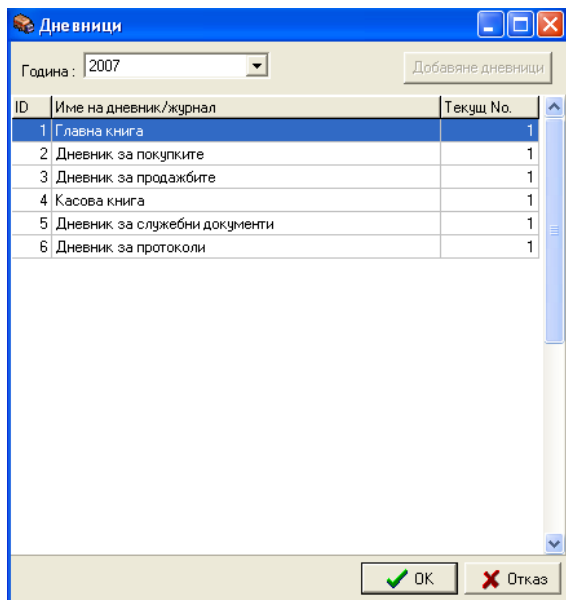 Дневници
Година : 2007 Добавяне дневници
ID Име на дневник/журнал Текущ No.
1 Главна книга 1
2 Дневник за покупките 1
3 Дневник за продажбите 1
4 Касова книга 1
5 Дневник за служебни документи 1
6 Дневник за протоколи 1
OK Отказ